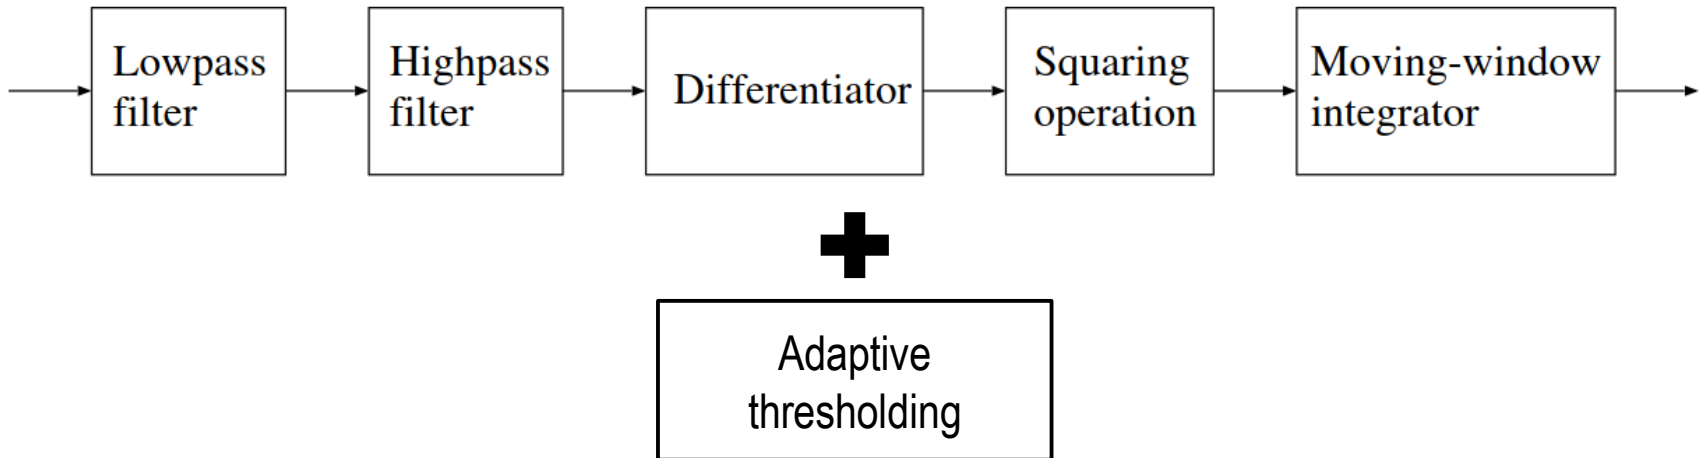 Lowpass
filter
Highpass
filter
Differentiator
Squaring
operation
Moving-window
integrator
Adaptive
thresholding